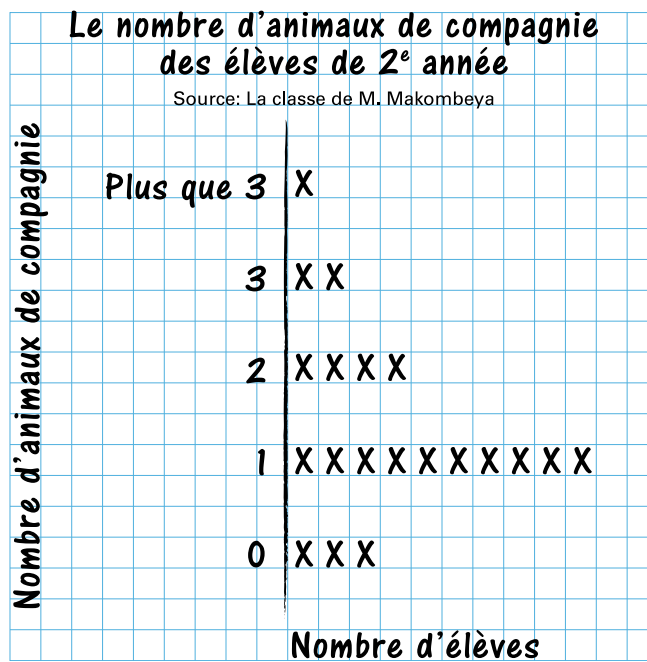 Le nombre d'animaux de compagnie
des élèves de 2e année
Source: La classe de M. Makombeya
Nombre d'animaux de compagnie
Plus que 3 X
3 X X
2 X X X X
1 X X X X X X X X X X
0 X X X
Nombre d'élèves